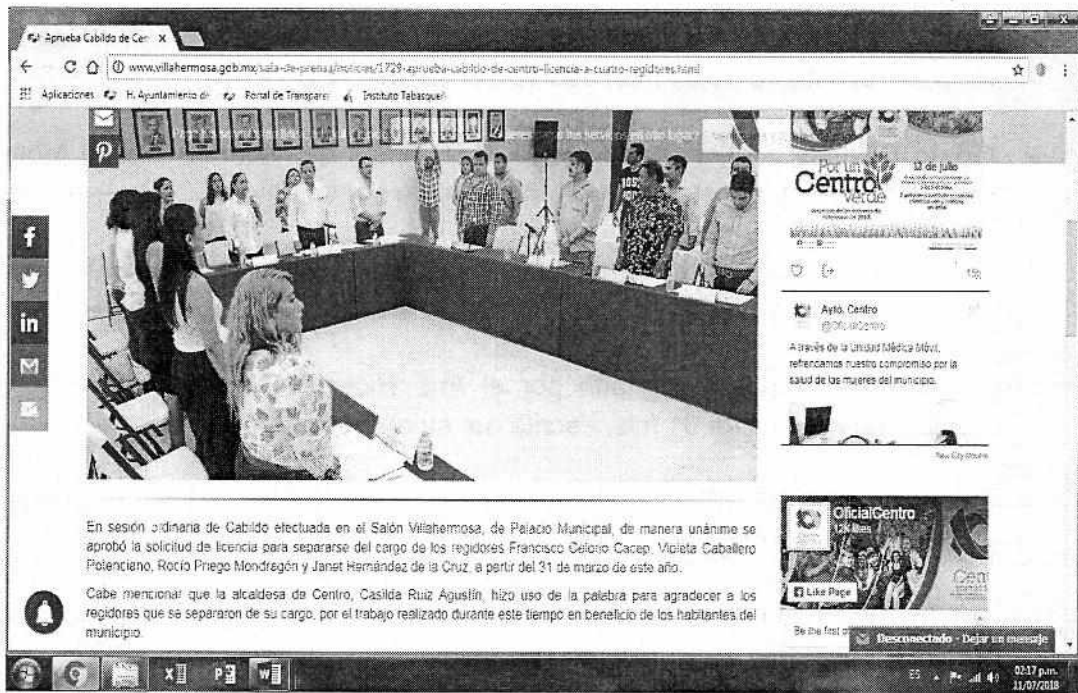 Aprueba Cabildo de Cen
www.villahermosa.gob.mx/sala-de-prensa/noticias/1729-aprueba-cabildo-de-centro-licencia-a-cuatro-regidores.html
Aplicaciones
H. Ayuntamiento de
Portal de Transparen
Instituto Tabasqueñ
En sesión ordinaria de Cabildo efectuada en el Salón Villahermosa, de Palacio Municipal, de manera unánime se
aprobó la solicitud de licencia para separarse del cargo de los regidores Francisco Celorio Cacep, Violeta Caballero
Potenciano, Rocío Priego Mondragón y Janet Hernández de la Cruz, a partir del 31 de marzo de este año.
Cabe mencionar que la alcaldesa de Centro, Casilda Ruiz Agustín, hizo uso de la palabra para agradecer a los
regidores que se separaron de su cargo, por el trabajo realizado durante este tiempo en beneficio de los habitantes del
municipio.
Por un
Centro
verde
12 de julio
Ayto. Centro
@OficialCentro
A través de la Unidad Médica Móvil,
refrendamos nuestro compromiso por la
salud de las mujeres del municipio.
OficialCentro
12K likes
Like Page
Be the first o
Desconectado - Dejar un mensaje
ES
02:17 p.m.
11/07/2018